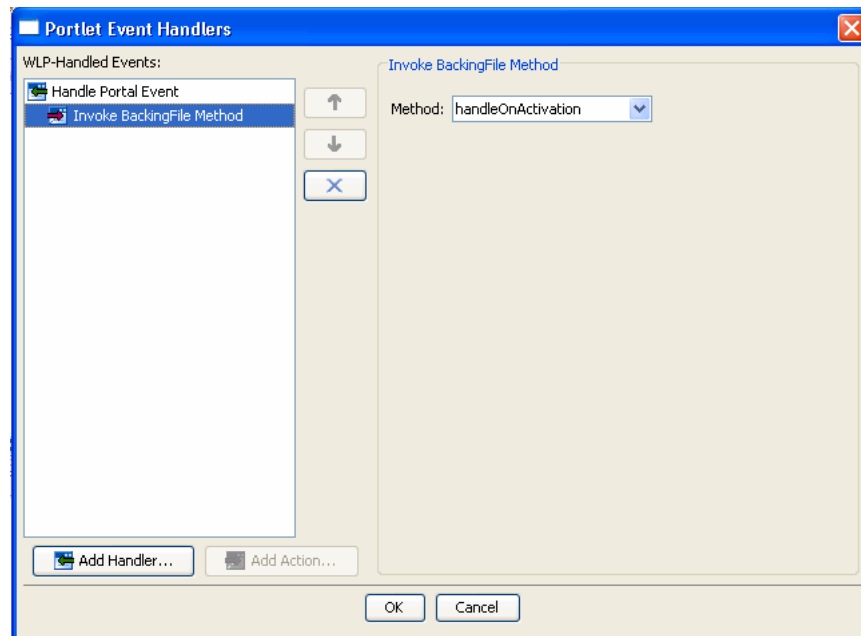 Portlet Event Handlers
WLP-Handled Events:
Handle Portal Event
Invoke BackingFile Method
Invoke BackingFile Method
Method: handleOnActivation
Add Handler...
Add Action...
OK
Cancel